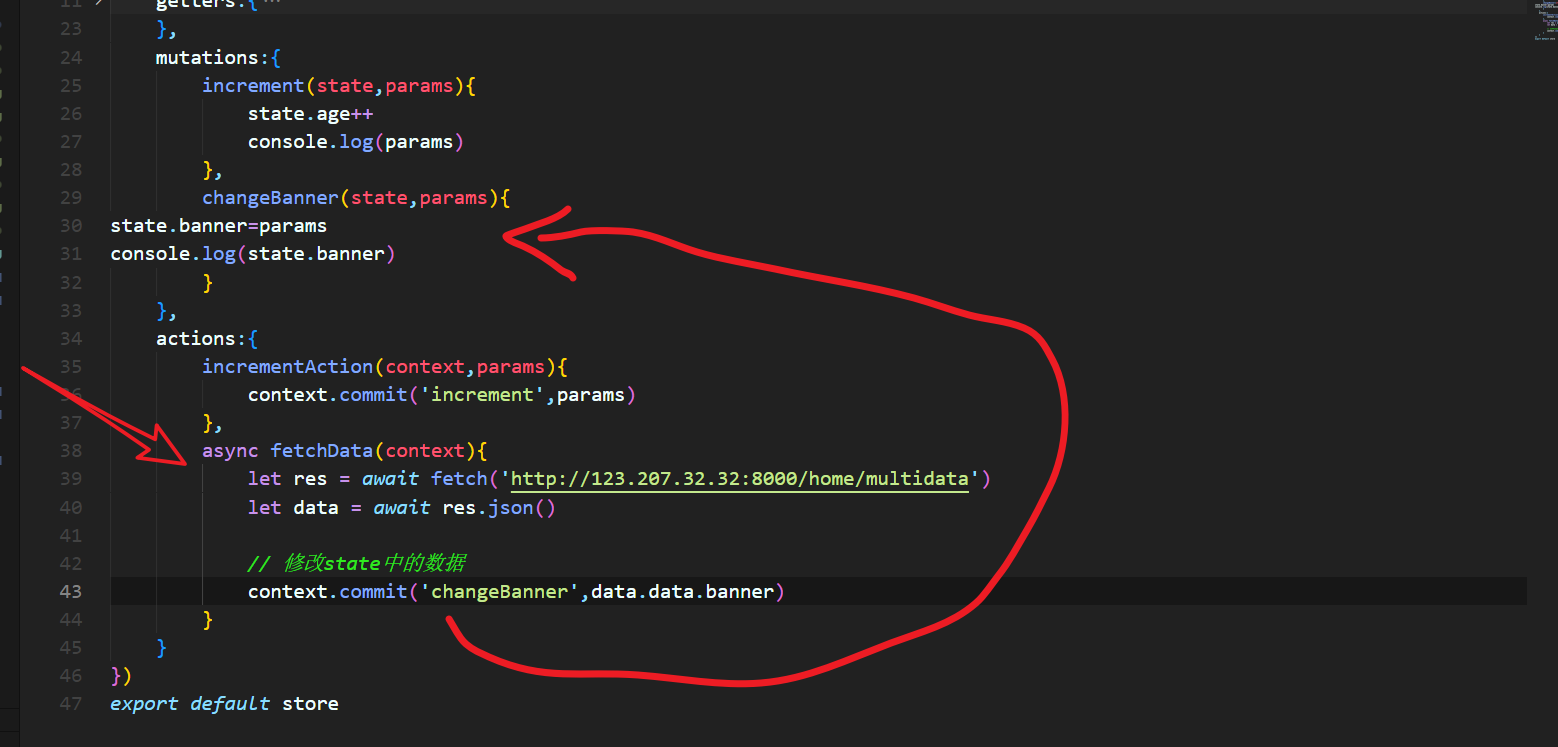 getters:{ ···
23 },
24 mutations:{
25 increment(state,params){
26 state.age++
27 console.log(params)
28 },
29 changeBanner(state,params){
30 state.banner=params
31 console.log(state.banner)
32 }
33 },
34 actions:{
35 incrementAction(context,params){
36 context.commit('increment',params)
37 },
38 async fetchData(context){
39 let res = await fetch('http://123.207.32.32:8000/home/multidata')
40 let data = await res.json()
41
42 // 修改state中的数据
43 context.commit('changeBanner',data.data.banner)
44 }
45 }
46 })
47 export default store